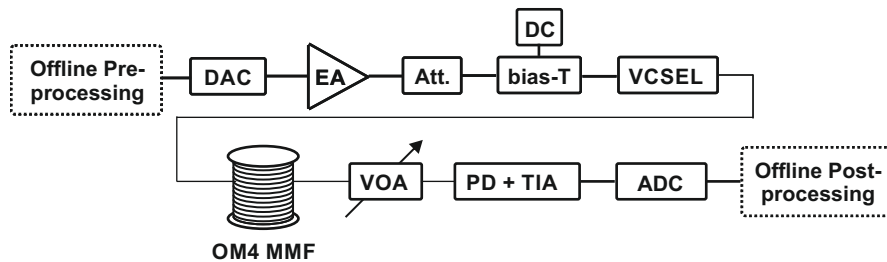 DC
Offline Pre-
processing
DAC
EA
Att.
bias-T
VCSEL
VOA
PD + TIA
ADC
Offline Post-
processing
OM4 MMF